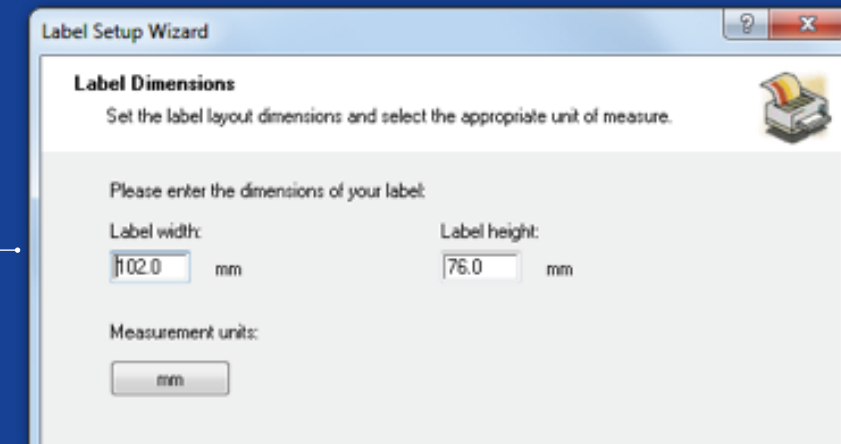 Label Setup Wizard
Label Dimensions
Set the label layout dimensions and select the appropriate unit of measure.
Please enter the dimensions of your label:
Label width: Label height:
102.0 mm 76.0 mm
Measurement units:
mm